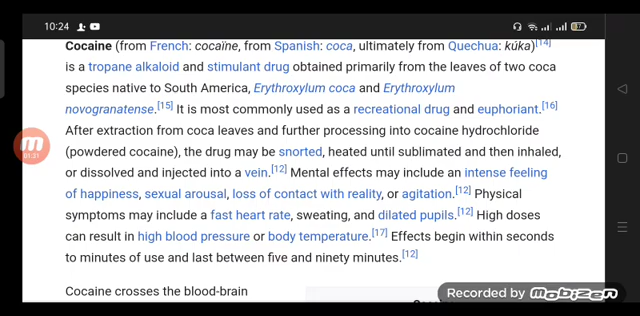 10:24
Cocaine (from French: cocaïne, from Spanish: coca, ultimately from Quechua: kúka)[14]
is a tropane alkaloid and stimulant drug obtained primarily from the leaves of two coca
species native to South America, Erythroxylum coca and Erythroxylum
novogranatense.[15] It is most commonly used as a recreational drug and euphoriant.[16]
After extraction from coca leaves and further processing into cocaine hydrochloride
(powdered cocaine), the drug may be snorted, heated until sublimated and then inhaled,
or dissolved and injected into a vein.[12] Mental effects may include an intense feeling
of happiness, sexual arousal, loss of contact with reality, or agitation.[12] Physical
symptoms may include a fast heart rate, sweating, and dilated pupils.[12] High doses
can result in high blood pressure or body temperature.[17] Effects begin within seconds
to minutes of use and last between five and ninety minutes.[12]
Cocaine crosses the blood-brain
m
01:21
Recorded by Mobizen